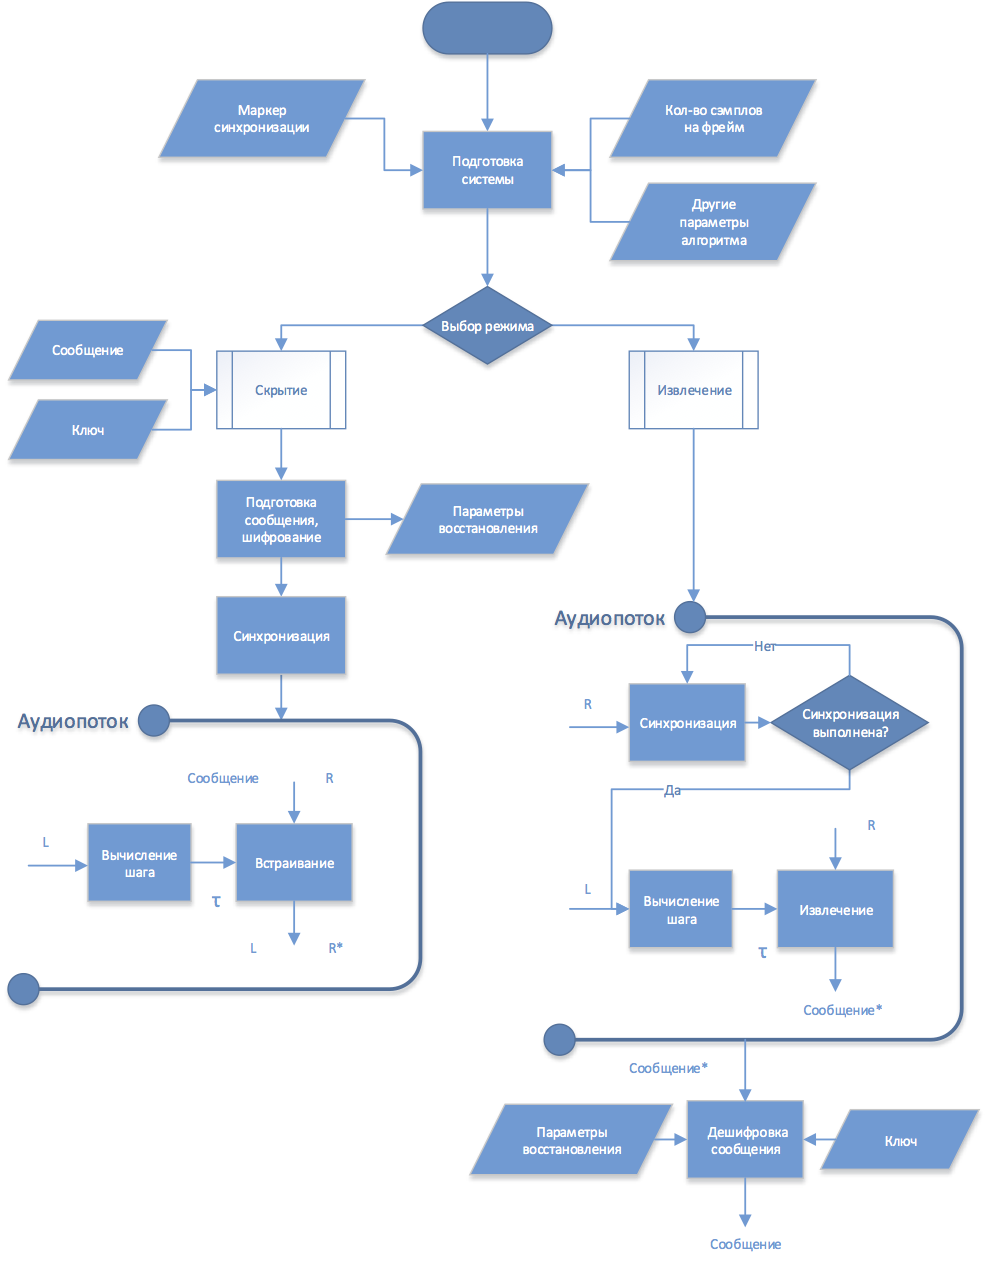 Маркер
синхронизации
Кол-во сэмплов
на фрейм
Подготовка
системы
Другие
параметры
алгоритма
Выбор режима
Сообщение
Скрытие
Извлечение
Ключ
Подготовка
сообщения,
шифрование
Параметры
восстановления
Синхронизация
Аудиопоток
Сообщение
R
L
Вычисление
шага
Встраивание
τ
L
R*
Аудиопоток
Нет
R
Синхронизация
Синхронизация
выполнена?
Да
R
L
Вычисление
шага
Извлечение
τ
Сообщение*
Сообщение*
Параметры
восстановления
Дешифровка
сообщения
Ключ
Сообщение